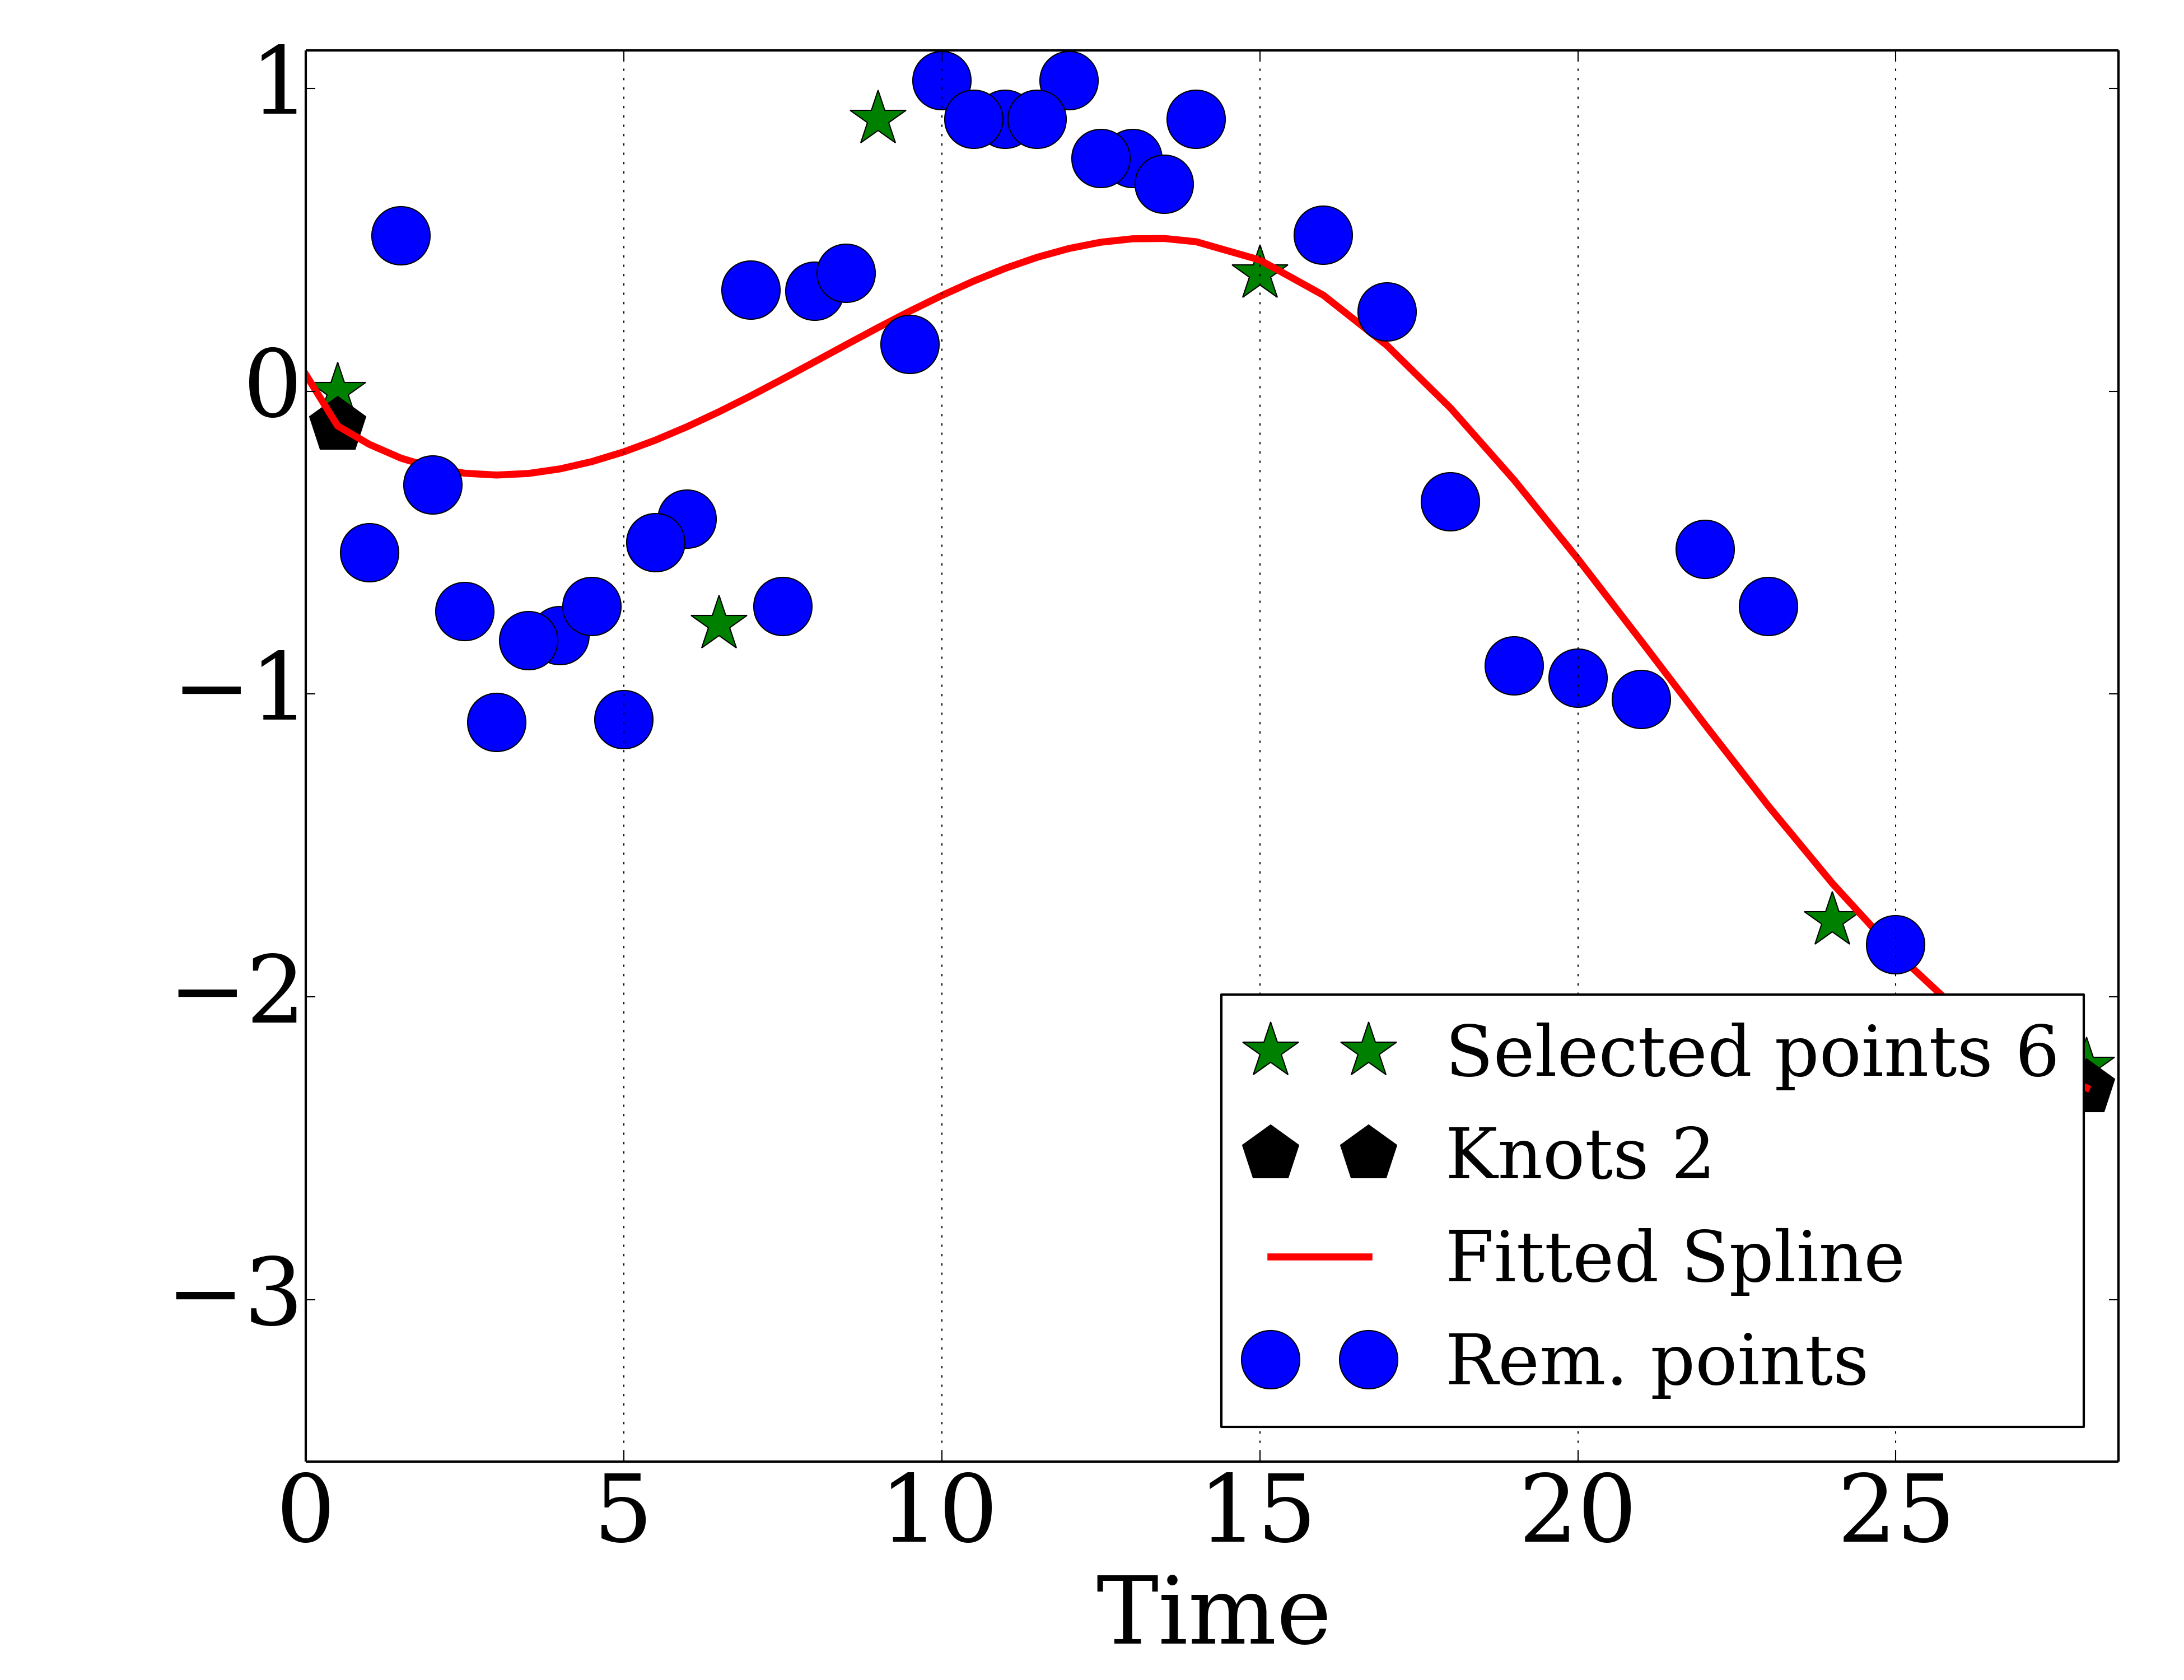 1
0
−1
−2
−3
0 5 10 15 20 25
Time
Selected points 6
Knots 2
Fitted Spline
Rem. points